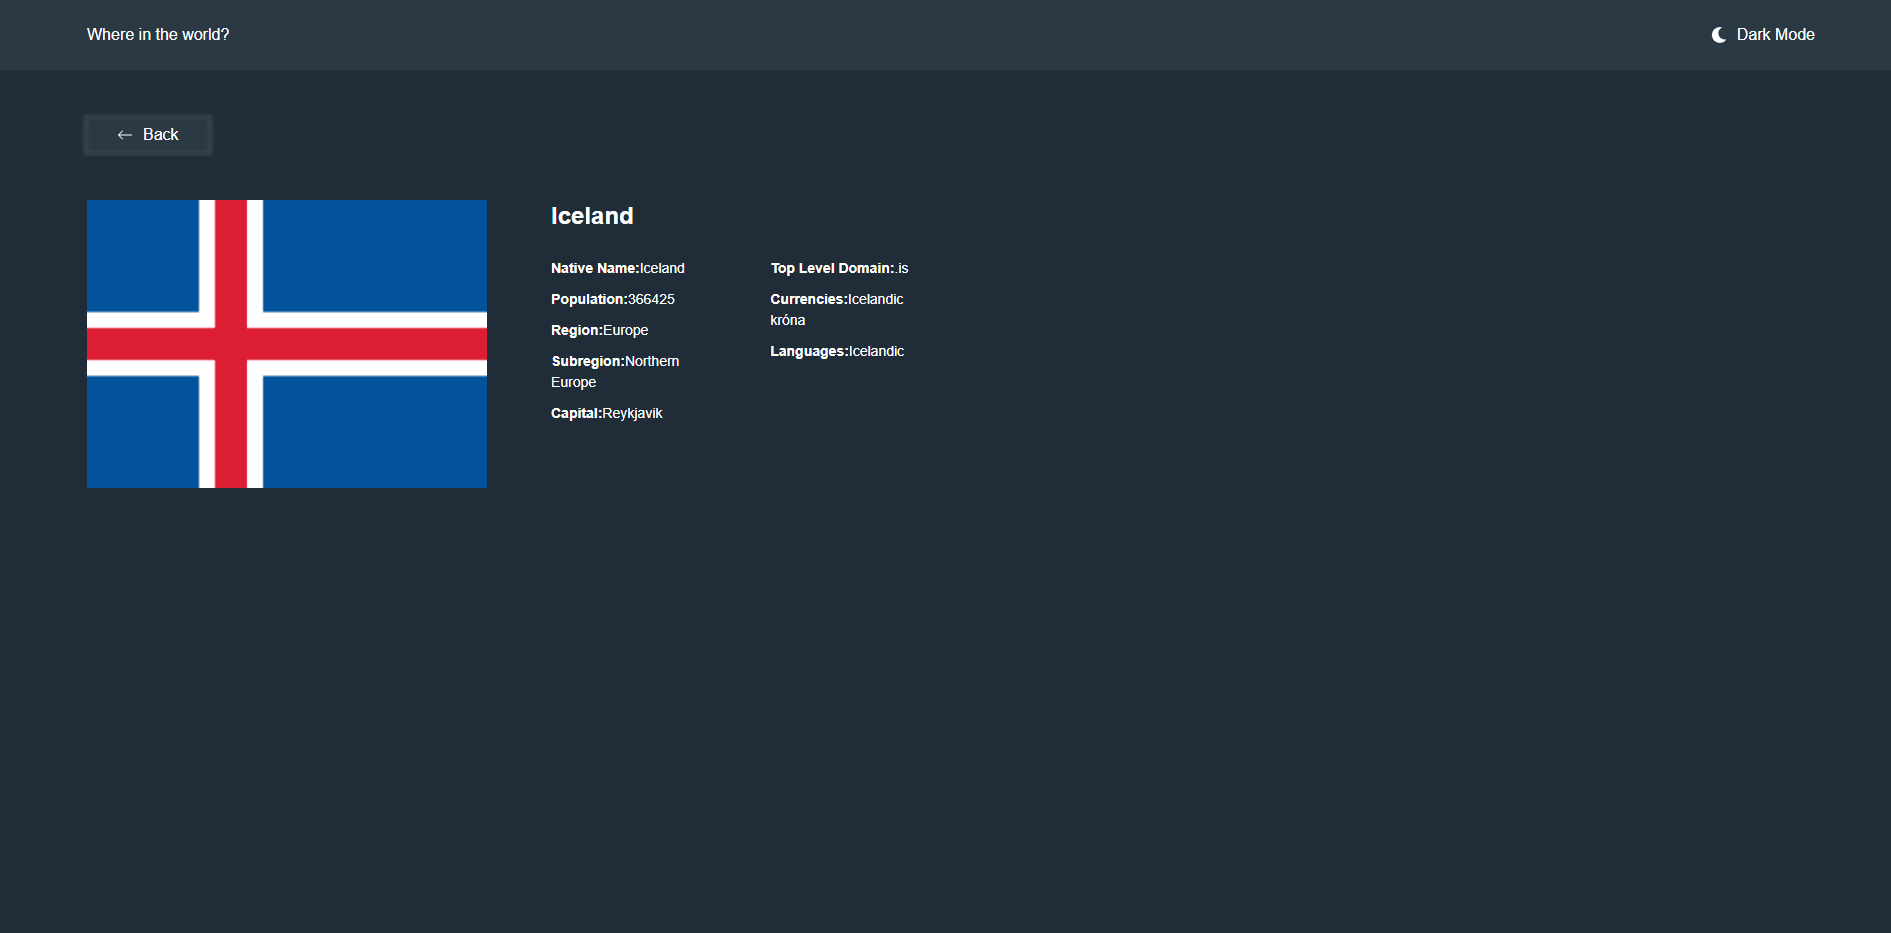 Where in the world?
Dark Mode
Back
Iceland
Native Name:Iceland
Population:366425
Region:Europe
Subregion:Northern
Europe
Capital:Reykjavik
Top Level Domain:.is
Currencies:Icelandic
króna
Languages:Icelandic